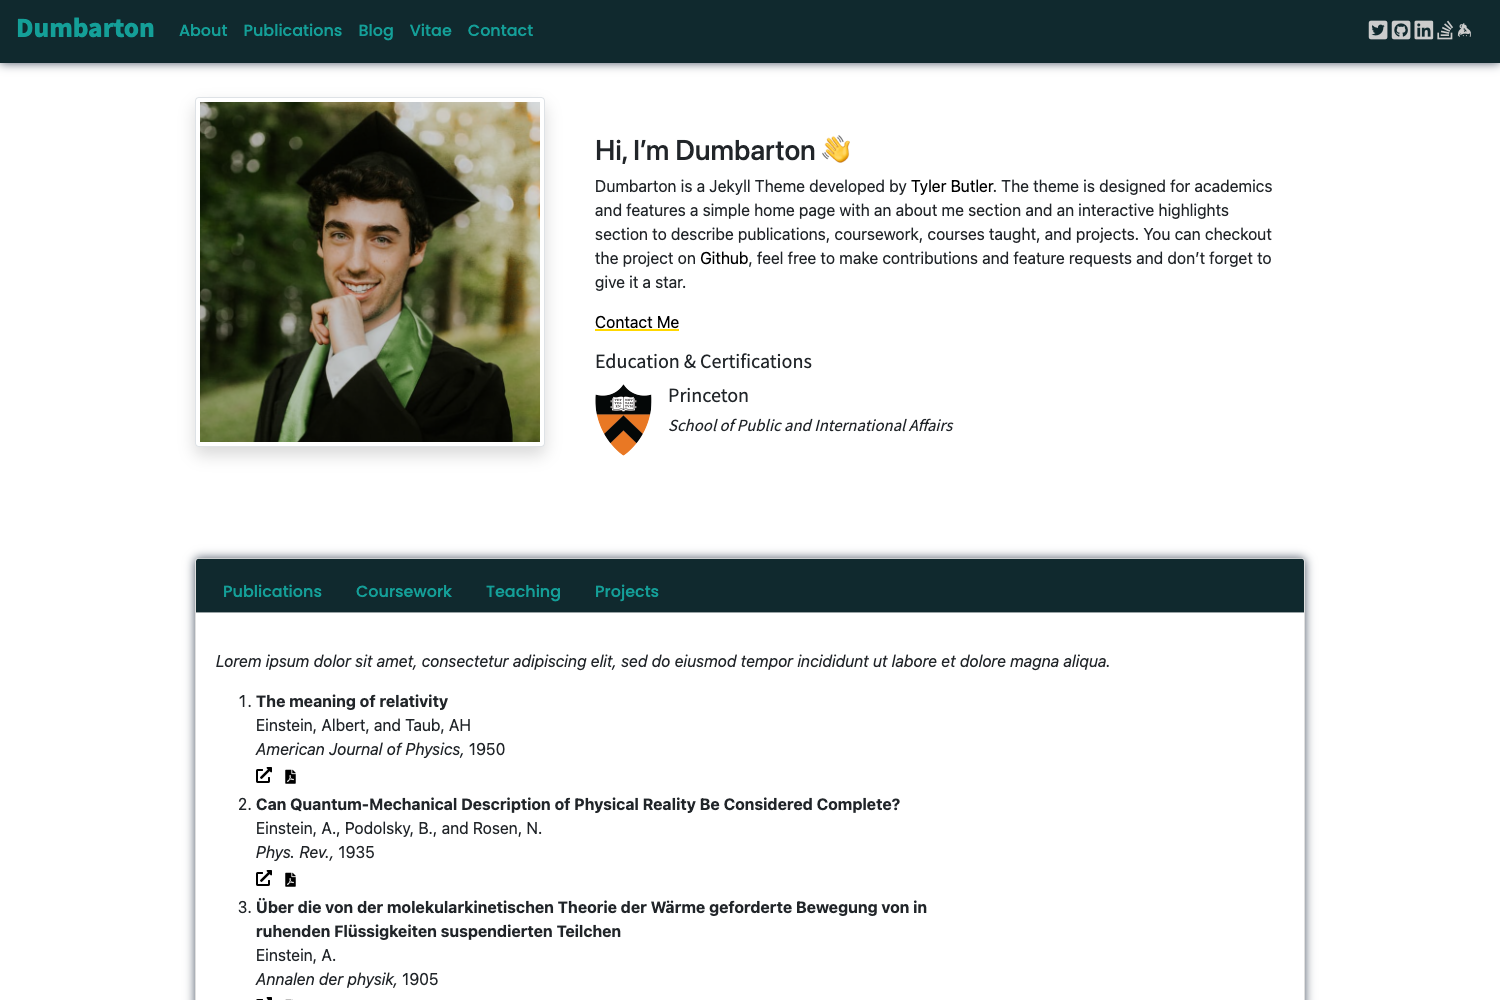 Dumbarton About Publications Blog Vitae Contact
Hi, I’m Dumbarton 👋
Dumbarton is a Jekyll Theme developed by Tyler Butler. The theme is designed for academics
and features a simple home page with an about me section and an interactive highlights
section to describe publications, coursework, courses taught, and projects. You can checkout
the project on Github, feel free to make contributions and feature requests and don’t forget to
give it a star.
Contact Me
Education & Certifications
Princeton
School of Public and International Affairs
Publications Coursework Teaching Projects
Lorem ipsum dolor sit amet, consectetur adipiscing elit, sed do eiusmod tempor incididunt ut labore et dolore magna aliqua.
1. The meaning of relativity
Einstein, Albert, and Taub, AH
American Journal of Physics, 1950
2. Can Quantum-Mechanical Description of Physical Reality Be Considered Complete?
Einstein, A., Podolsky, B., and Rosen, N.
Phys. Rev., 1935
3. Über die von der molekularkinetischen Theorie der Wärme geforderte Bewegung von in
ruhenden Flüssigkeiten suspendierten Teilchen
Einstein, A.
Annalen der physik, 1905